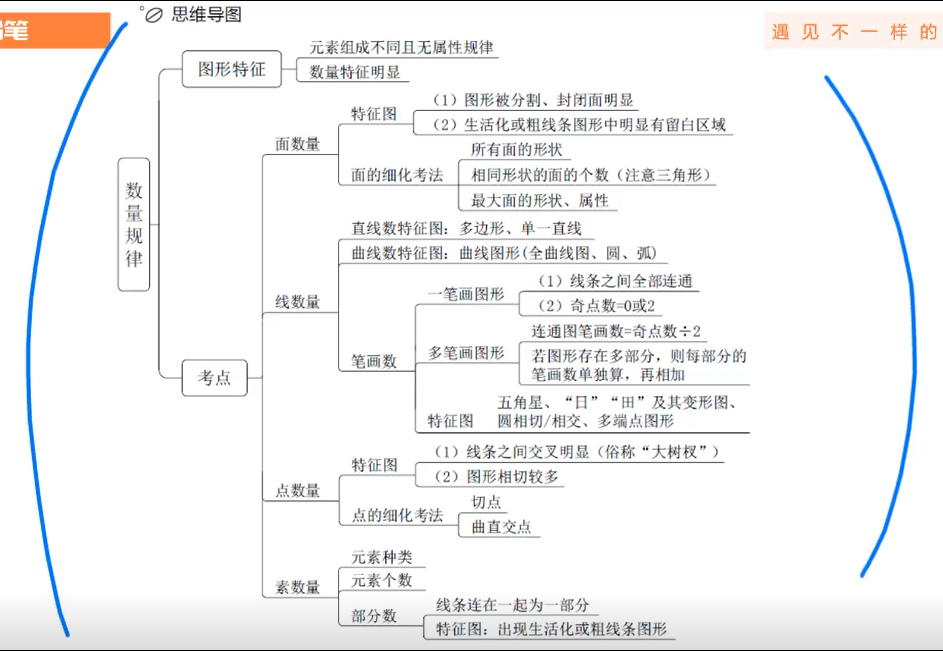 笔
思维导图
遇见不一样的
数量规律
图形特征
元素组成不同且无属性规律
数量特征明显
考点
面数量
特征图
（1）图形被分割、封闭面明显
（2）生活化或粗线条图形中明显有留白区域
面的细化考法
所有面的形状
相同形状的面的个数（注意三角形）
最大面的形状、属性
线数量
直线数特征图：多边形、单一直线
曲线数特征图：曲线图形(全曲线图、圆、弧)
笔画数
一笔画图形
（1）线条之间全部连通
（2）奇点数=0或2
多笔画图形
连通图笔画数=奇点数÷2
若图形存在多部分，则每部分的
笔画数单独算，再相加
特征图
五角星、“日”“田”及其变形图、
圆相切/相交、多端点图形
点数量
特征图
（1）线条之间交叉明显（俗称“大树杈”）
（2）图形相切较多
点的细化考法
切点
曲直交点
素数量
元素种类
元素个数
部分数
线条连在一起为一部分
特征图：出现生活化或粗线条图形